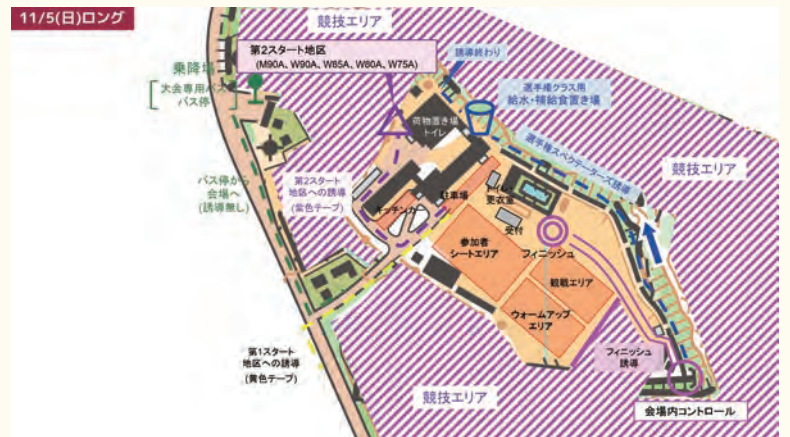 11/5(日)ロング
競技エリア
第2スタート地区
(M90A、W90A、W85A、W80A、W75A)
誘導終わり
乗降場
大会専用バス
バス停
選手権クラス用
給水・補給食置き場
荷物置き場
トイレ
選手権スペクテーターズ誘導
競技エリア
バス停から
会場へ
(誘導無し)
第2スタート
地区への誘導
(紫色テープ)
駐車場
トイレ・
更衣室
キッチンカー
受付
参加者
シートエリア
フィニッシュ
観戦エリア
ウォームアップ
エリア
第1スタート
地区への誘導
(黄色テープ)
フィニッシュ
誘導
競技エリア
会場内コントロール